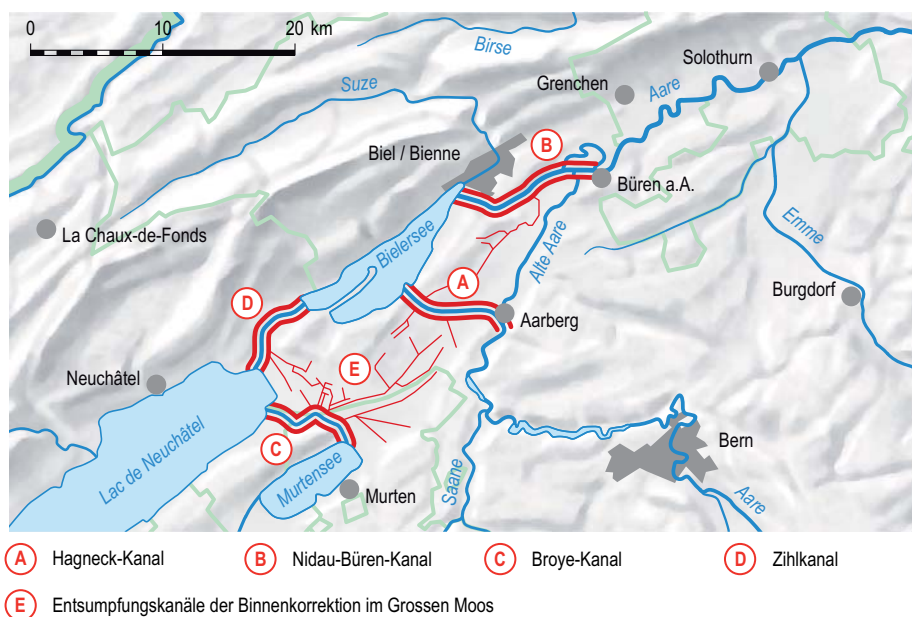 0 10 20 km
Birse
Solothurn
Grenchen
Aare
Suze
Biel / Bienne
B
Büren a.A.
La Chaux-de-Fonds
Bielersee
Alte Aare
Emme
A
D
Burgdorf
Aarberg
E
Neuchâtel
C
Bern
Lac de Neuchâtel
Murtensee
Murten
Saane
Aare
A Hagneck-Kanal
B Nidau-Büren-Kanal
C Broye-Kanal
D Zihlkanal
E Entsumpfungskanäle der Binnenkorrektion im Grossen Moos